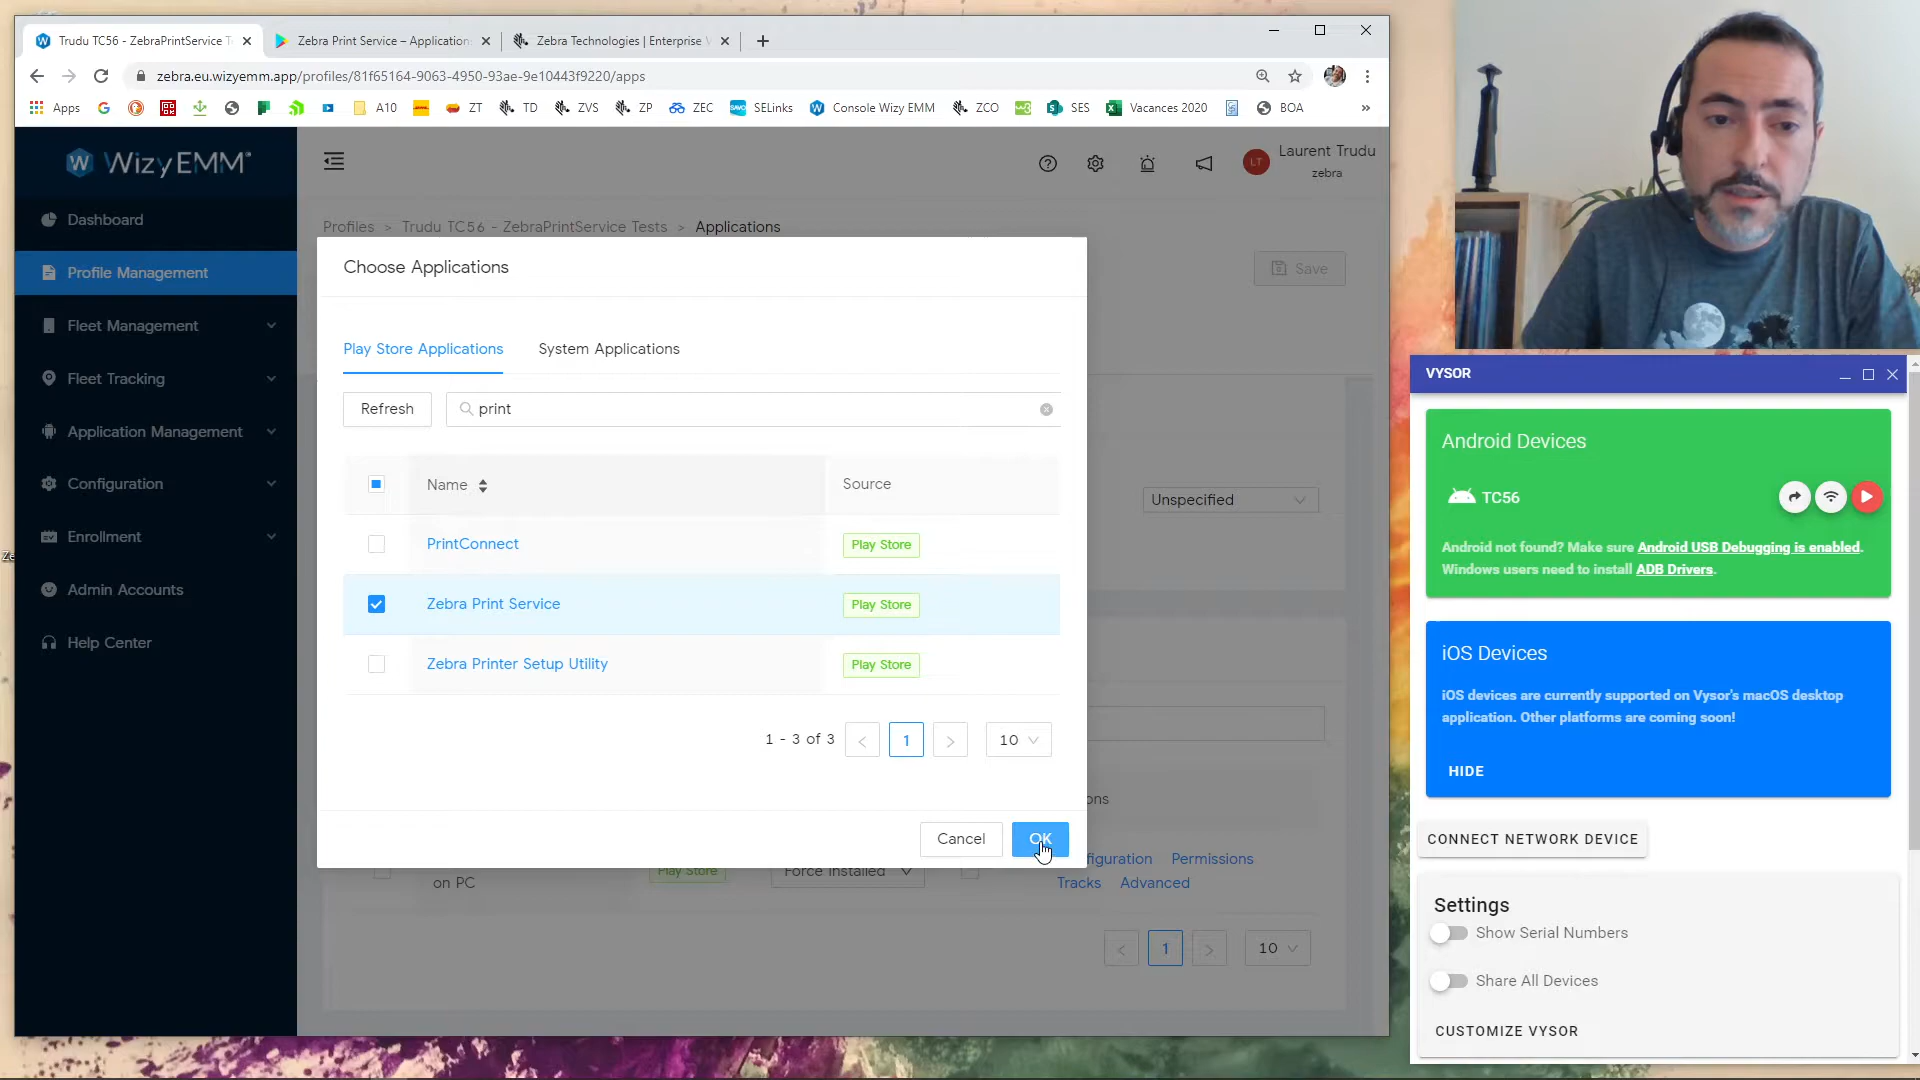 Trudu TC56 - ZebraPrintService T
Zebra Print Service – Application
Zebra Technologies | Enterprise V
zebra.eu.wizyemm.app/profiles/81f65164-9063-4950-93ae-9e10443f9220/apps
Apps
A10
ZT
TD
ZVS
ZP
ZEC
SELinks
Console Wizy EMM
ZCO
SES
Vacances 2020
BOA
Wizy EMM
Laurent Trudu
LT
zebra
Dashboard
Profile Management
Fleet Management
Fleet Tracking
Application Management
Configuration
Enrollment
Admin Accounts
Help Center
Profiles > Trudu TC56 - ZebraPrintService Tests > Applications
Save
Choose Applications
Play Store Applications
System Applications
Refresh
print
Name
Source
PrintConnect
Play Store
Zebra Print Service
Play Store
Zebra Printer Setup Utility
Play Store
1 - 3 of 3
<
1
>
10
Cancel
OK
Unspecified
ons
figuration
Permissions
on PC
Play Store
Force Installed
Tracks
Advanced
<
1
>
10
VYSOR
Android Devices
TC56
Android not found? Make sure Android USB Debugging is enabled.
Windows users need to install ADB Drivers.
iOS Devices
iOS devices are currently supported on Vysor's macOS desktop
application. Other platforms are coming soon!
HIDE
CONNECT NETWORK DEVICE
Settings
Show Serial Numbers
Share All Devices
CUSTOMIZE VYSOR